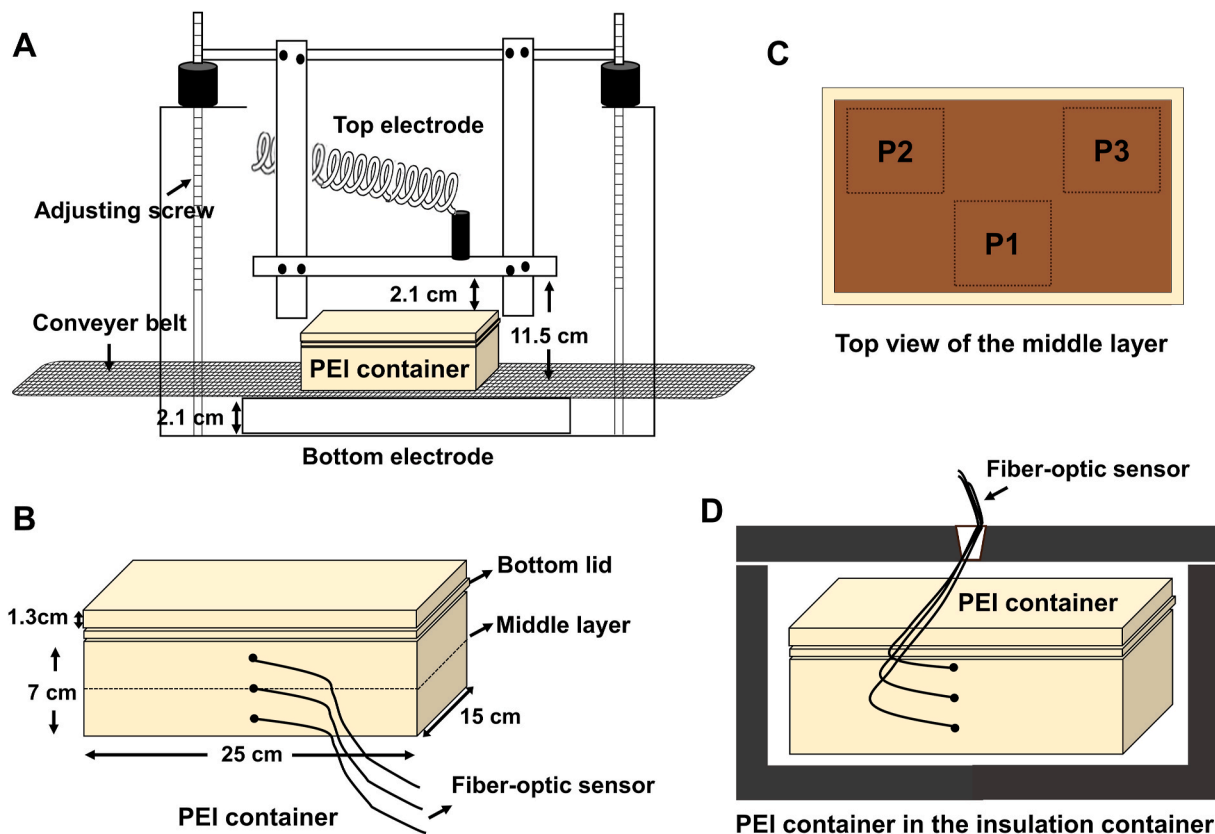 A
Top electrode
Adjusting screw
2.1 cm
11.5 cm
Conveyer belt
PEI container
2.1 cm
Bottom electrode
B
Bottom lid
1.3cm
Middle layer
7 cm
15 cm
25 cm
Fiber-optic sensor
PEI container
C
P2
P3
P1
Top view of the middle layer
Fiber-optic sensor
D
PEI container
PEI container in the insulation container